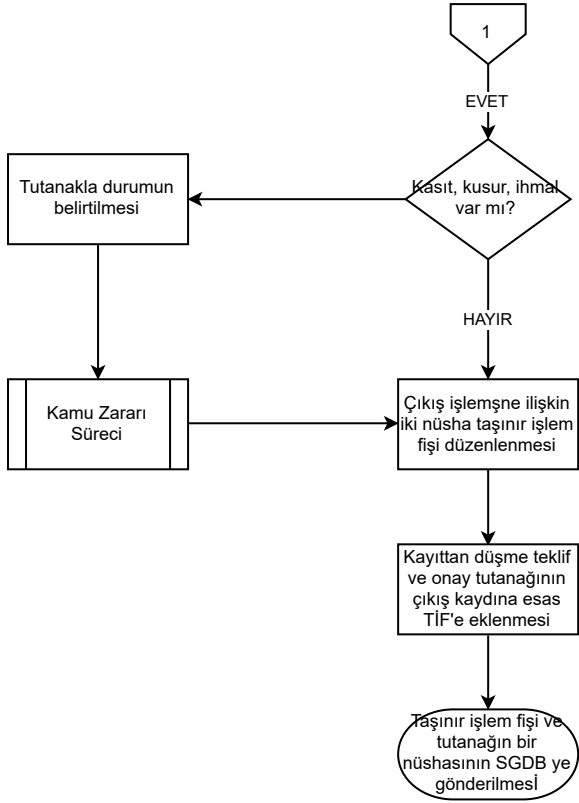 1
EVET
Kasıt, kusur, ihmal
var mı?
Tutanakla durumun
belirtilmesi
HAYIR
Kamu Zararı
Süreci
Çıkış işlemşne ilişkin
iki nüsha taşınır işlem
fişi düzenlenmesi
Kayıttan düşme teklif
ve onay tutanağının
çıkış kaydına esas
TİF'e eklenmesi
Taşınır işlem fişi ve
tutanağın bir
nüshasının SGDB ye
gönderilmesİ